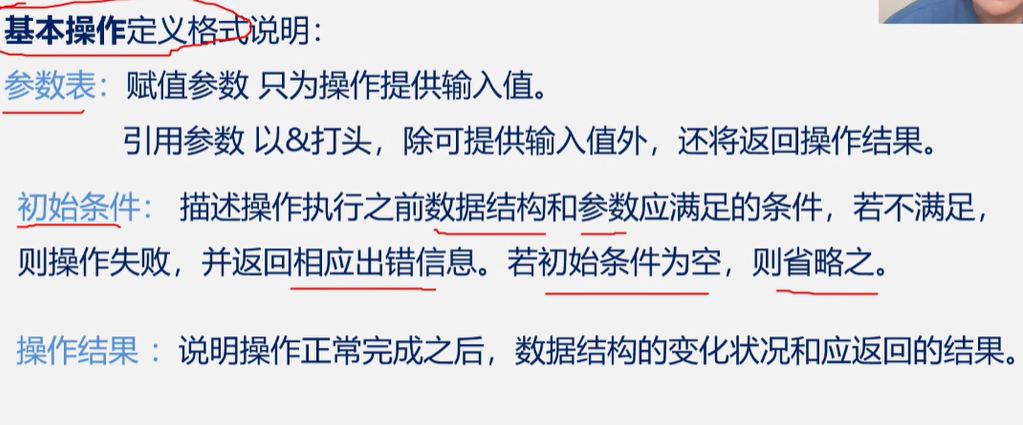 基本操作定义格式说明：
参数表：赋值参数 只为操作提供输入值。
引用参数 以&打头，除可提供输入值外，还将返回操作结果。
初始条件： 描述操作执行之前数据结构和参数应满足的条件，若不满足，
则操作失败，并返回相应出错信息。若初始条件为空，则省略之。
操作结果 ：说明操作正常完成之后，数据结构的变化状况和应返回的结果。